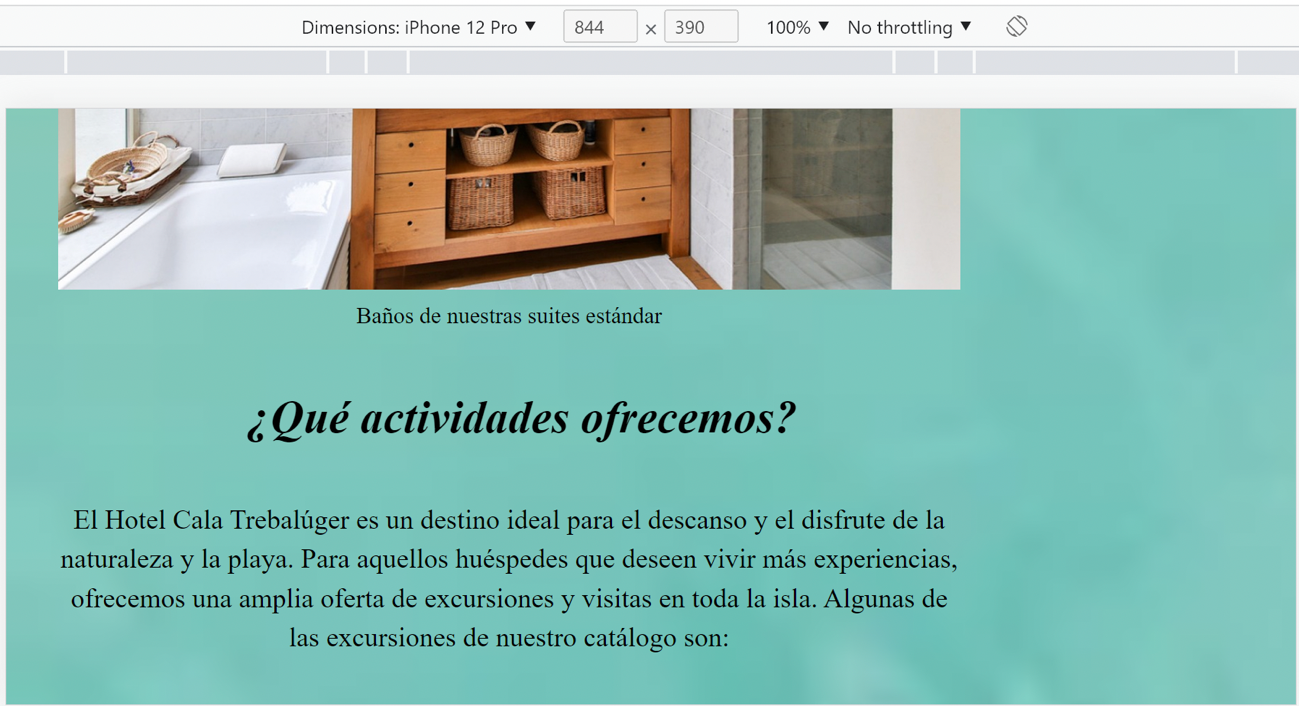 Dimensions: iPhone 12 Pro ▼ 844 × 390 100% ▼ No throttling ▼
Baños de nuestras suites estándar
¿Qué actividades ofrecemos?
El Hotel Cala Trebalúger es un destino ideal para el descanso y el disfrute de la
naturaleza y la playa. Para aquellos huéspedes que deseen vivir más experiencias,
ofrecemos una amplia oferta de excursiones y visitas en toda la isla. Algunas de
las excursiones de nuestro catálogo son: